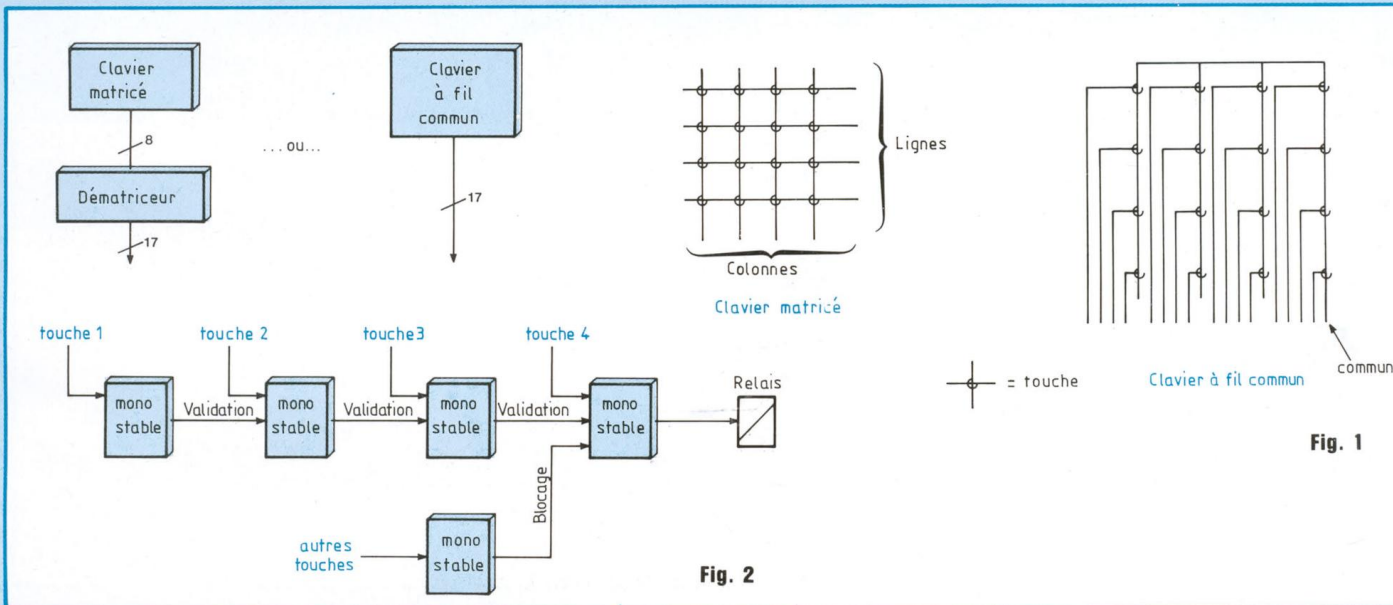 Clavier
matricé
8
Dématriceur
17
...ou...
Clavier
à fil
commun
17
Lignes
Colonnes
Clavier matricé
= touche
Clavier à fil commun
commun
Fig. 1
touche 1
touche 2
touche3
touche 4
mono
stable
Validation
mono
stable
Validation
mono
stable
Validation
mono
stable
Relais
Blocage
autres
touches
mono
stable
Fig. 2